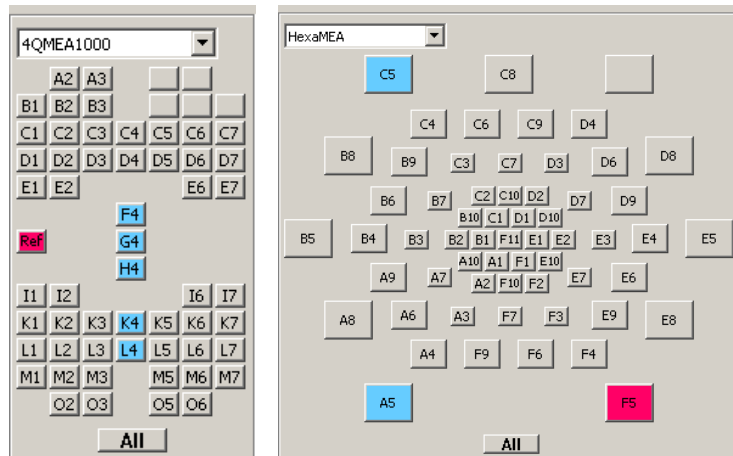 4QMEA1000
A2 A3
B1 B2 B3
C1 C2 C3 C4 C5 C6 C7
D1 D2 D3 D4 D5 D6 D7
E1 E2 E6 E7
F4
Ref G4
H4
I1 I2 I6 I7
K1 K2 K3 K4 K5 K6 K7
L1 L2 L3 L4 L5 L6 L7
M1 M2 M3 M5 M6 M7
O2 O3 O5 O6
All
HexaMEA
C5 C8
C4 C6 C9 D4
B8 B9 C3 C7 D3 D6 D8
B6 B7 C2 C10 D2 D7 D9
B10 C1 D1 D10
B5 B4 B3 B2 B1 F11 E1 E2 E3 E4 E5
A10 A1 F1 E10
A9 A7 A2 F10 F2 E7 E6
A8 A6 A3 F7 F3 E9 E8
A4 F9 F6 F4
A5 F5
All